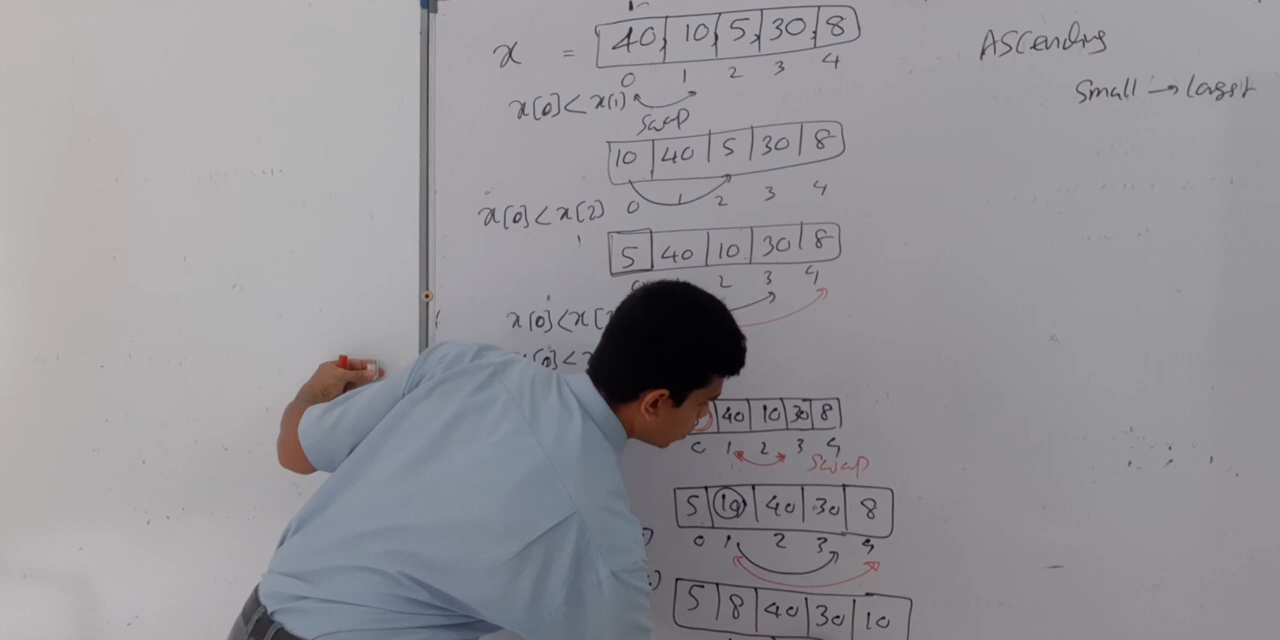 x = 40, 10, 5, 30, 8
Ascending
0 1 2 3 4
Small → largest
x[0] < x(1)
Swap
10 40 5 30 8
0 1 2 3 4
x[0] < x[2]
5 40 10 30 8
2 3 4
x[0] < x[
x[0] <
40 10 30 8
0 1 2 3 4
Swap
5 10 40 30 8
0 1 2 3 4
5 8 40 30 10